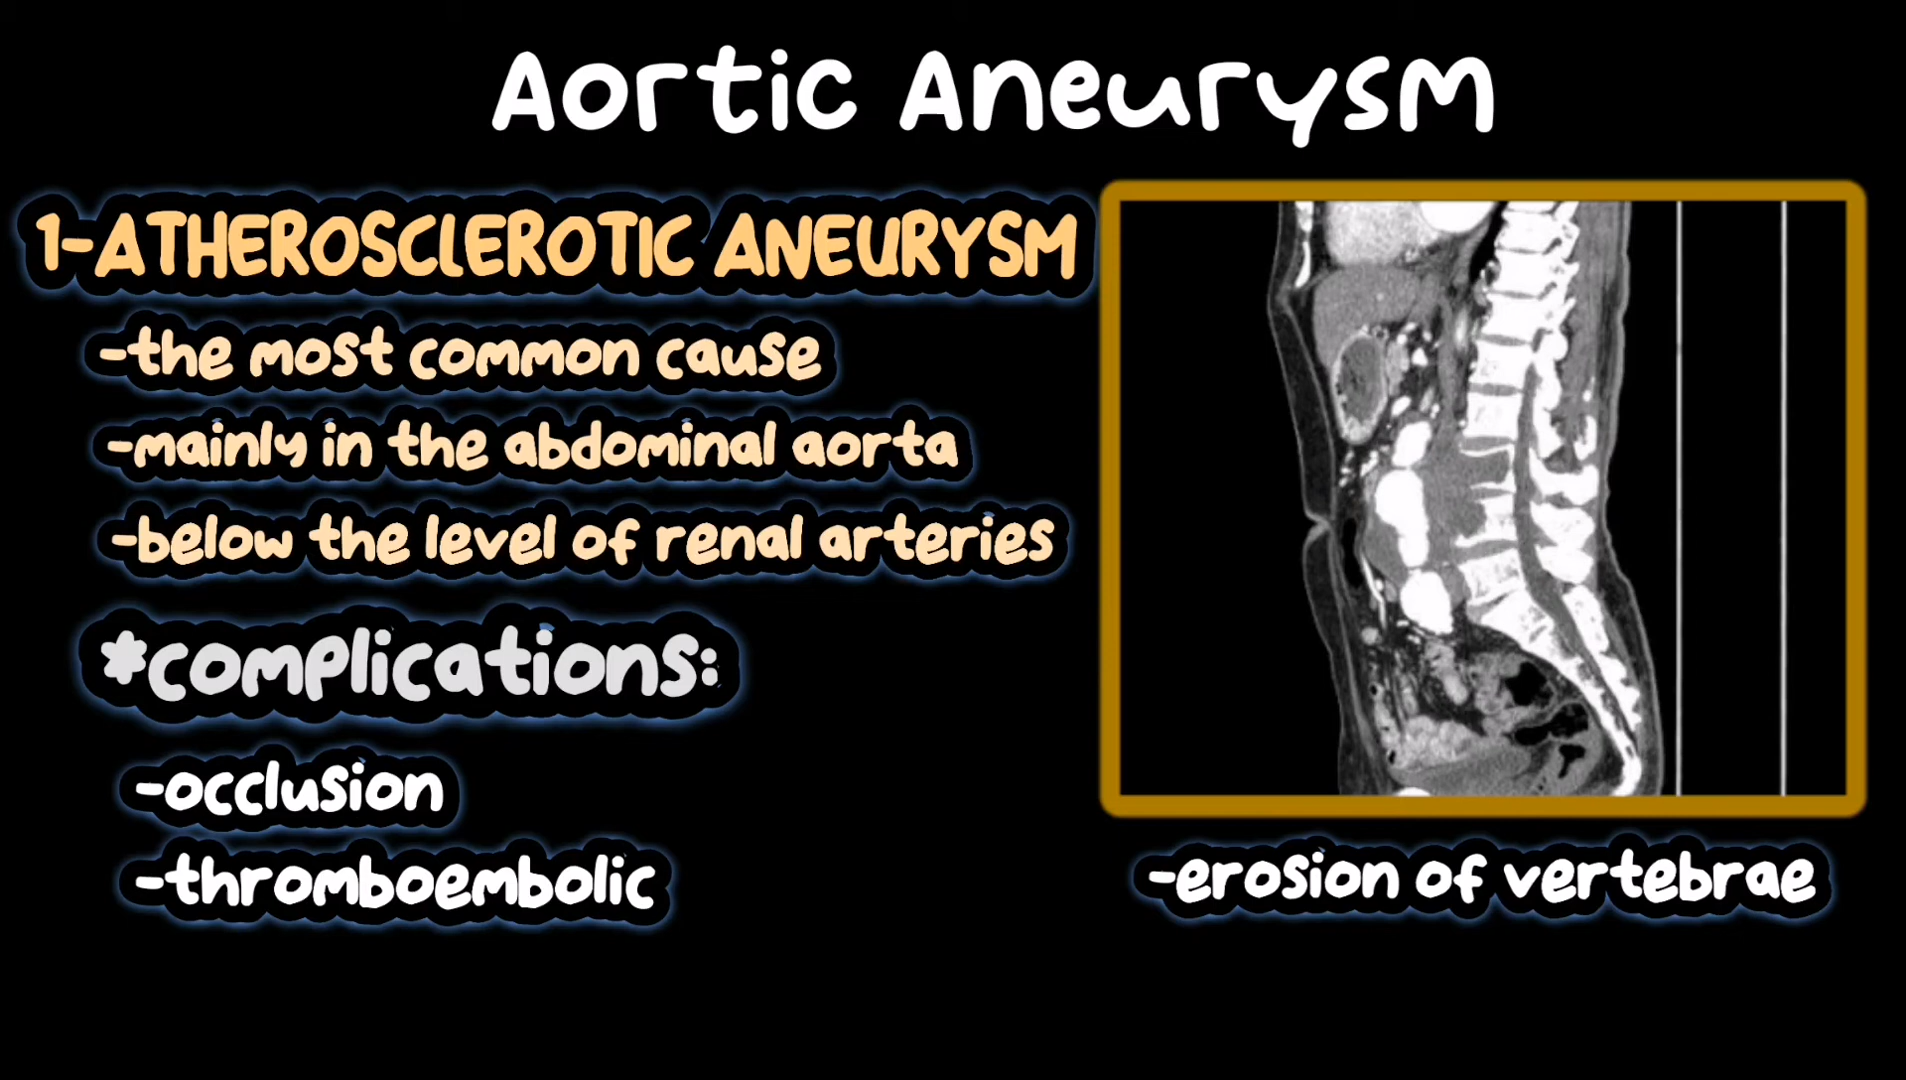 Aortic Aneurysm
1-ATHEROSCLEROTIC ANEURYSM
-the most common cause
-mainly in the abdominal aorta
-below the level of renal arteries
*complications:
-occlusion
-thromboembolic
-erosion of vertebrae